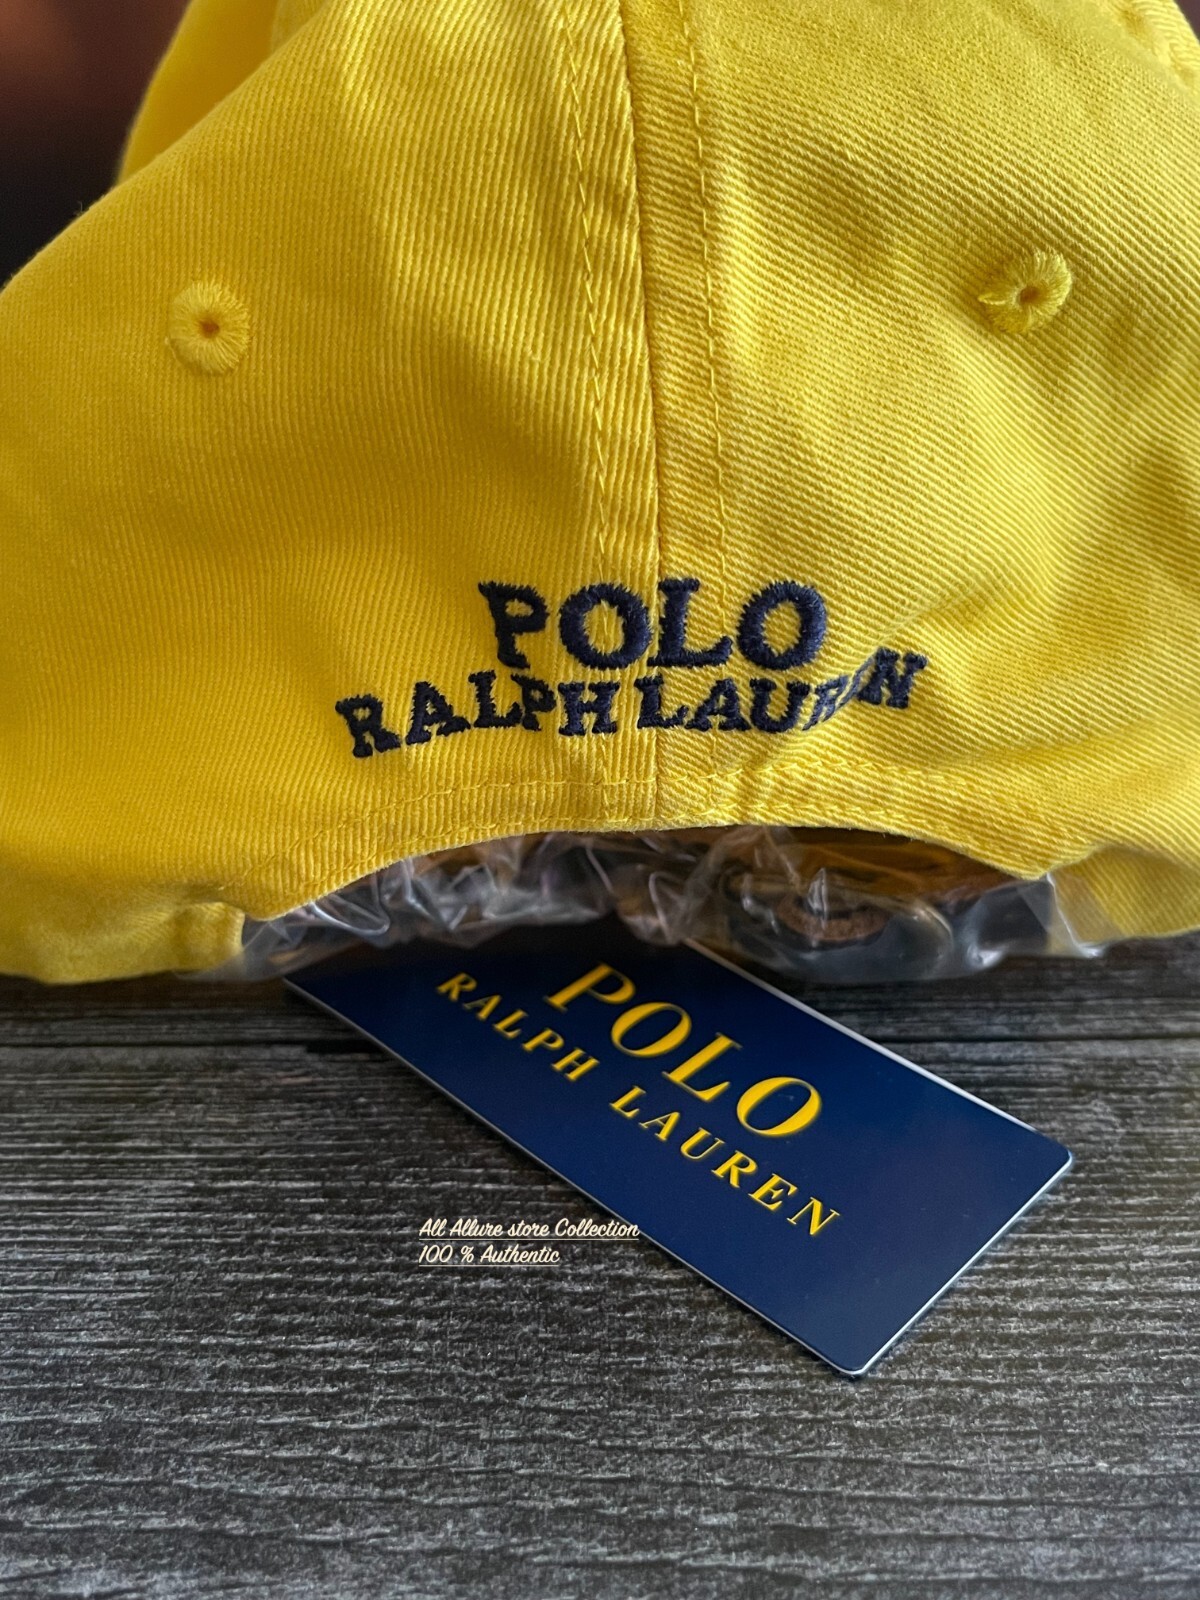 POLO
RALPH LAUREN
POLO
RALPH LAUREN
All Allure store Collection
100 % Authentic